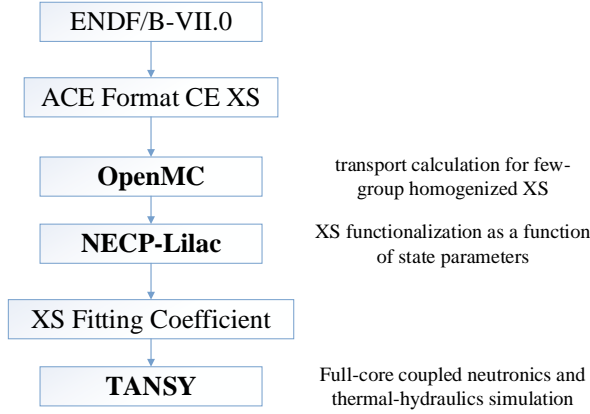 ENDF/B-VII.0
ACE Format CE XS
OpenMC
transport calculation for few-
group homogenized XS
NECP-Lilac
XS functionalization as a function
of state parameters
XS Fitting Coefficient
TANSY
Full-core coupled neutronics and
thermal-hydraulics simulation